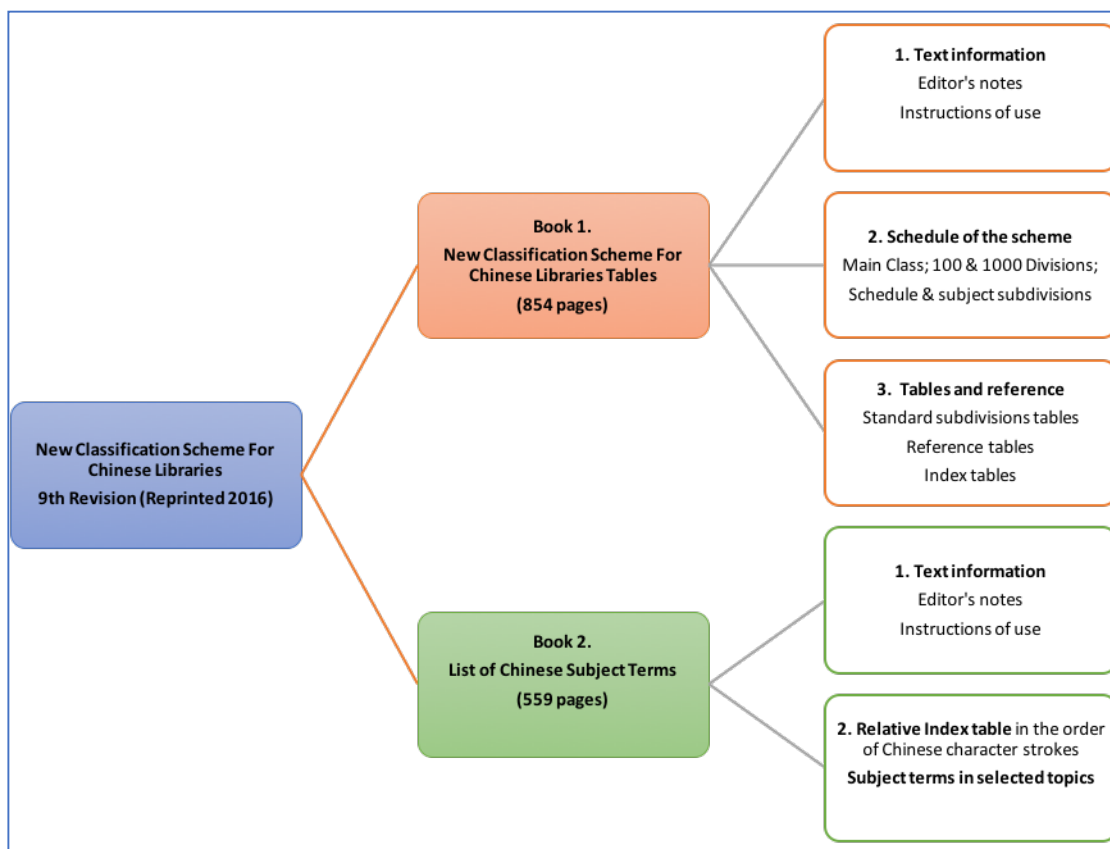 New Classification Scheme For
Chinese Libraries
9th Revision (Reprinted 2016)
Book 1.
New Classification Scheme For
Chinese Libraries Tables
(854 pages)
1. Text information
Editor's notes
Instructions of use
2. Schedule of the scheme
Main Class; 100 & 1000 Divisions;
Schedule & subject subdivisions
3. Tables and reference
Standard subdivisions tables
Reference tables
Index tables
Book 2.
List of Chinese Subject Terms
(559 pages)
1. Text information
Editor's notes
Instructions of use
2. Relative Index table in the order
of Chinese character strokes
Subject terms in selected topics